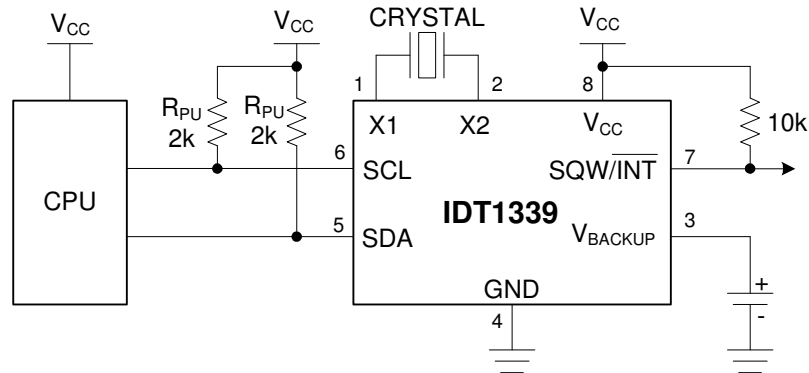 CRYSTAL
VCC
VCC
VCC
1
2
8
RPU
2k
RPU
2k
X1
X2
VCC
10k
6
SCL
SQW/INT
7
CPU
IDT1339
5
SDA
VBACKUP
3
GND
4
+
-